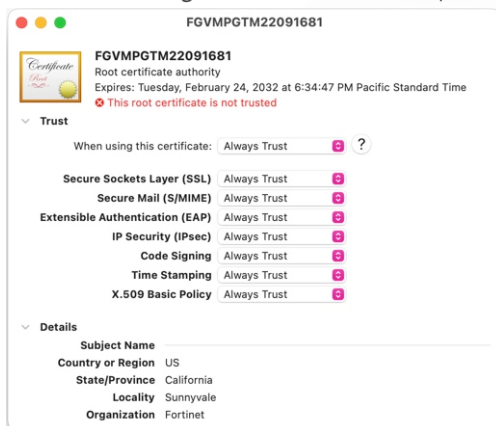 FGVMPGTM22091681
Certificate
Root
FGVMPGTM22091681
Root certificate authority
Expires: Tuesday, February 24, 2032 at 6:34:47 PM Pacific Standard Time
This root certificate is not trusted
Trust
When using this certificate: Always Trust ?
Secure Sockets Layer (SSL) Always Trust
Secure Mail (S/MIME) Always Trust
Extensible Authentication (EAP) Always Trust
IP Security (IPsec) Always Trust
Code Signing Always Trust
Time Stamping Always Trust
X.509 Basic Policy Always Trust
Details
Subject Name
Country or Region US
State/Province California
Locality Sunnyvale
Organization Fortinet